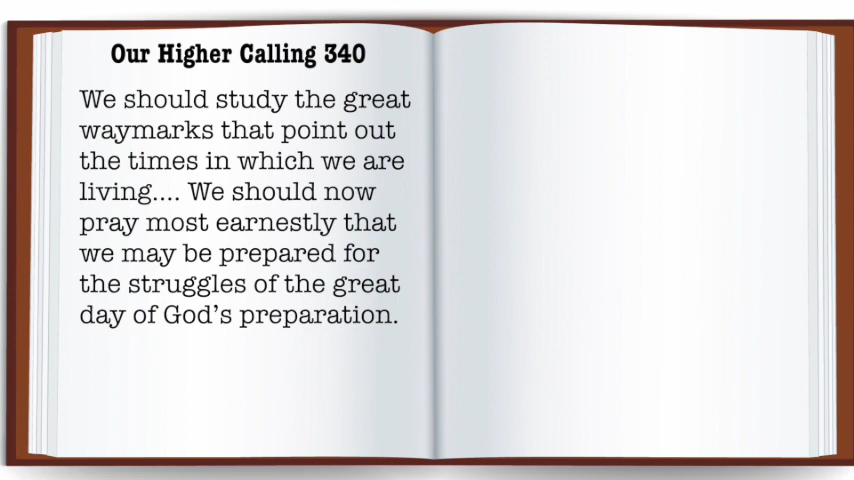 Our Higher Calling 340
We should study the great
waymarks that point out
the times in which we are
living.... We should now
pray most earnestly that
we may be prepared for
the struggles of the great
day of God's preparation.